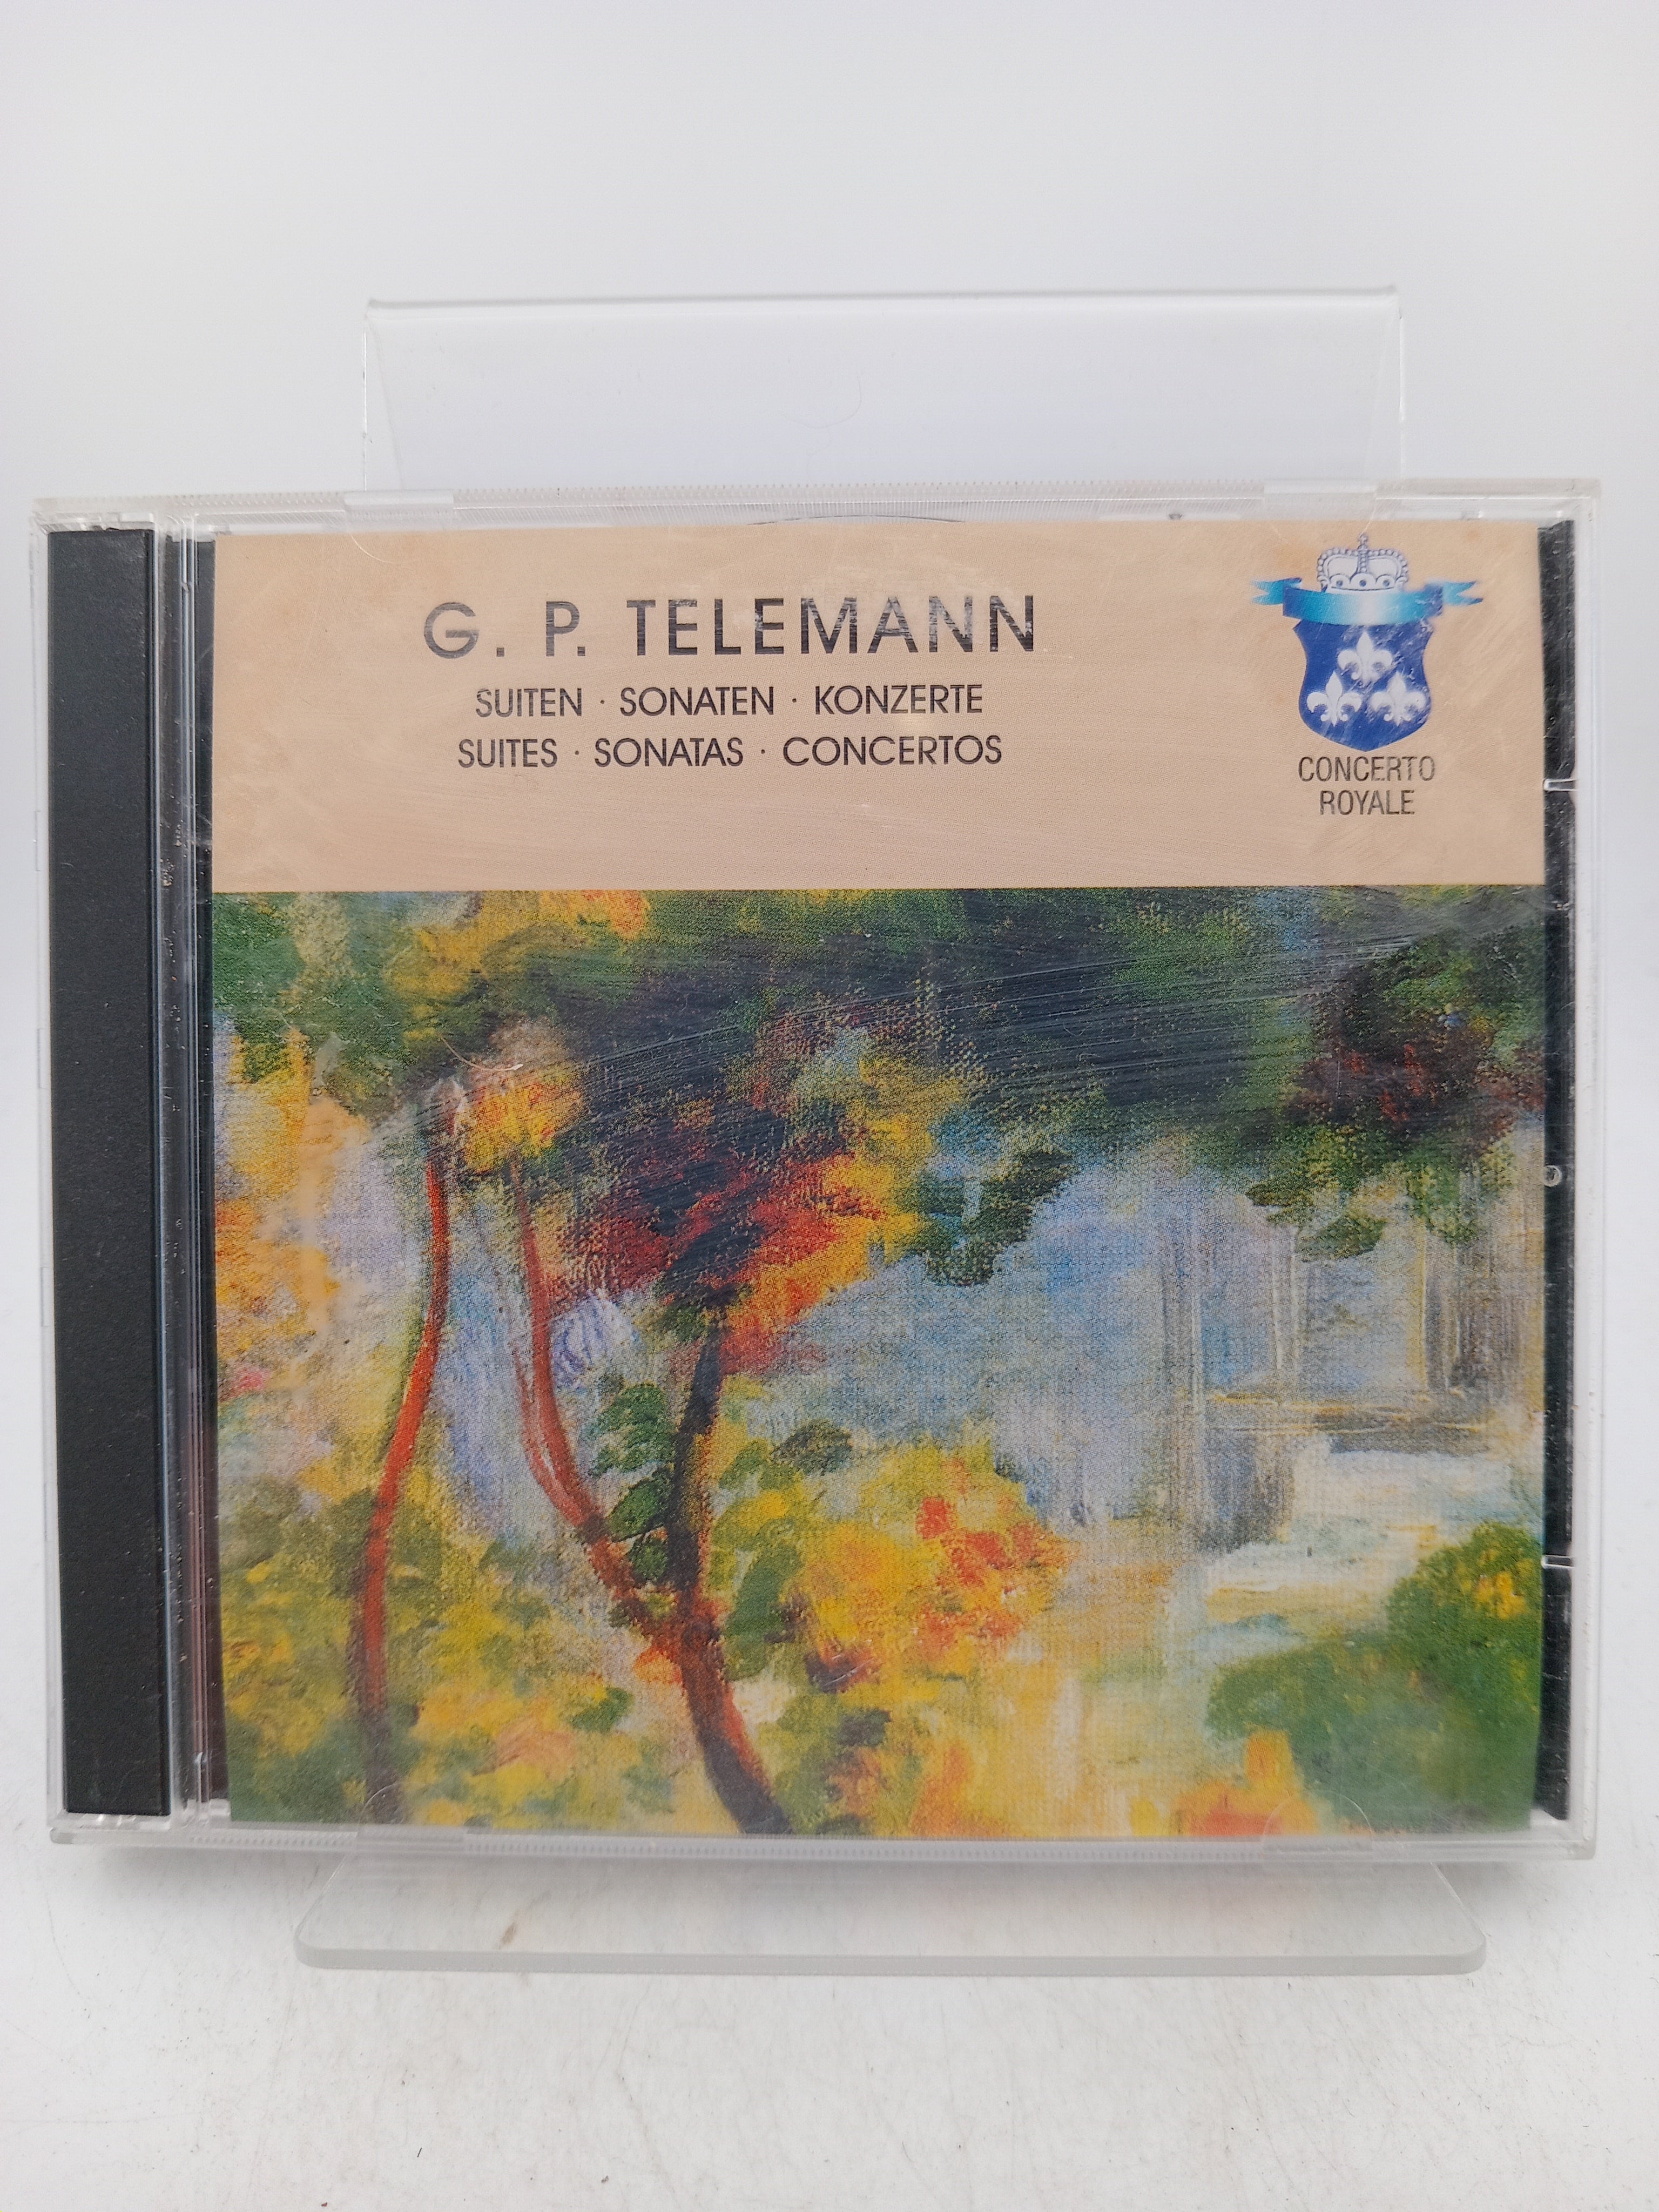 G. P. TELEMANN
SUITEN · SONATEN · KONZERTE
SUITES · SONATAS · CONCERTOS
CONCERTO
ROYALE